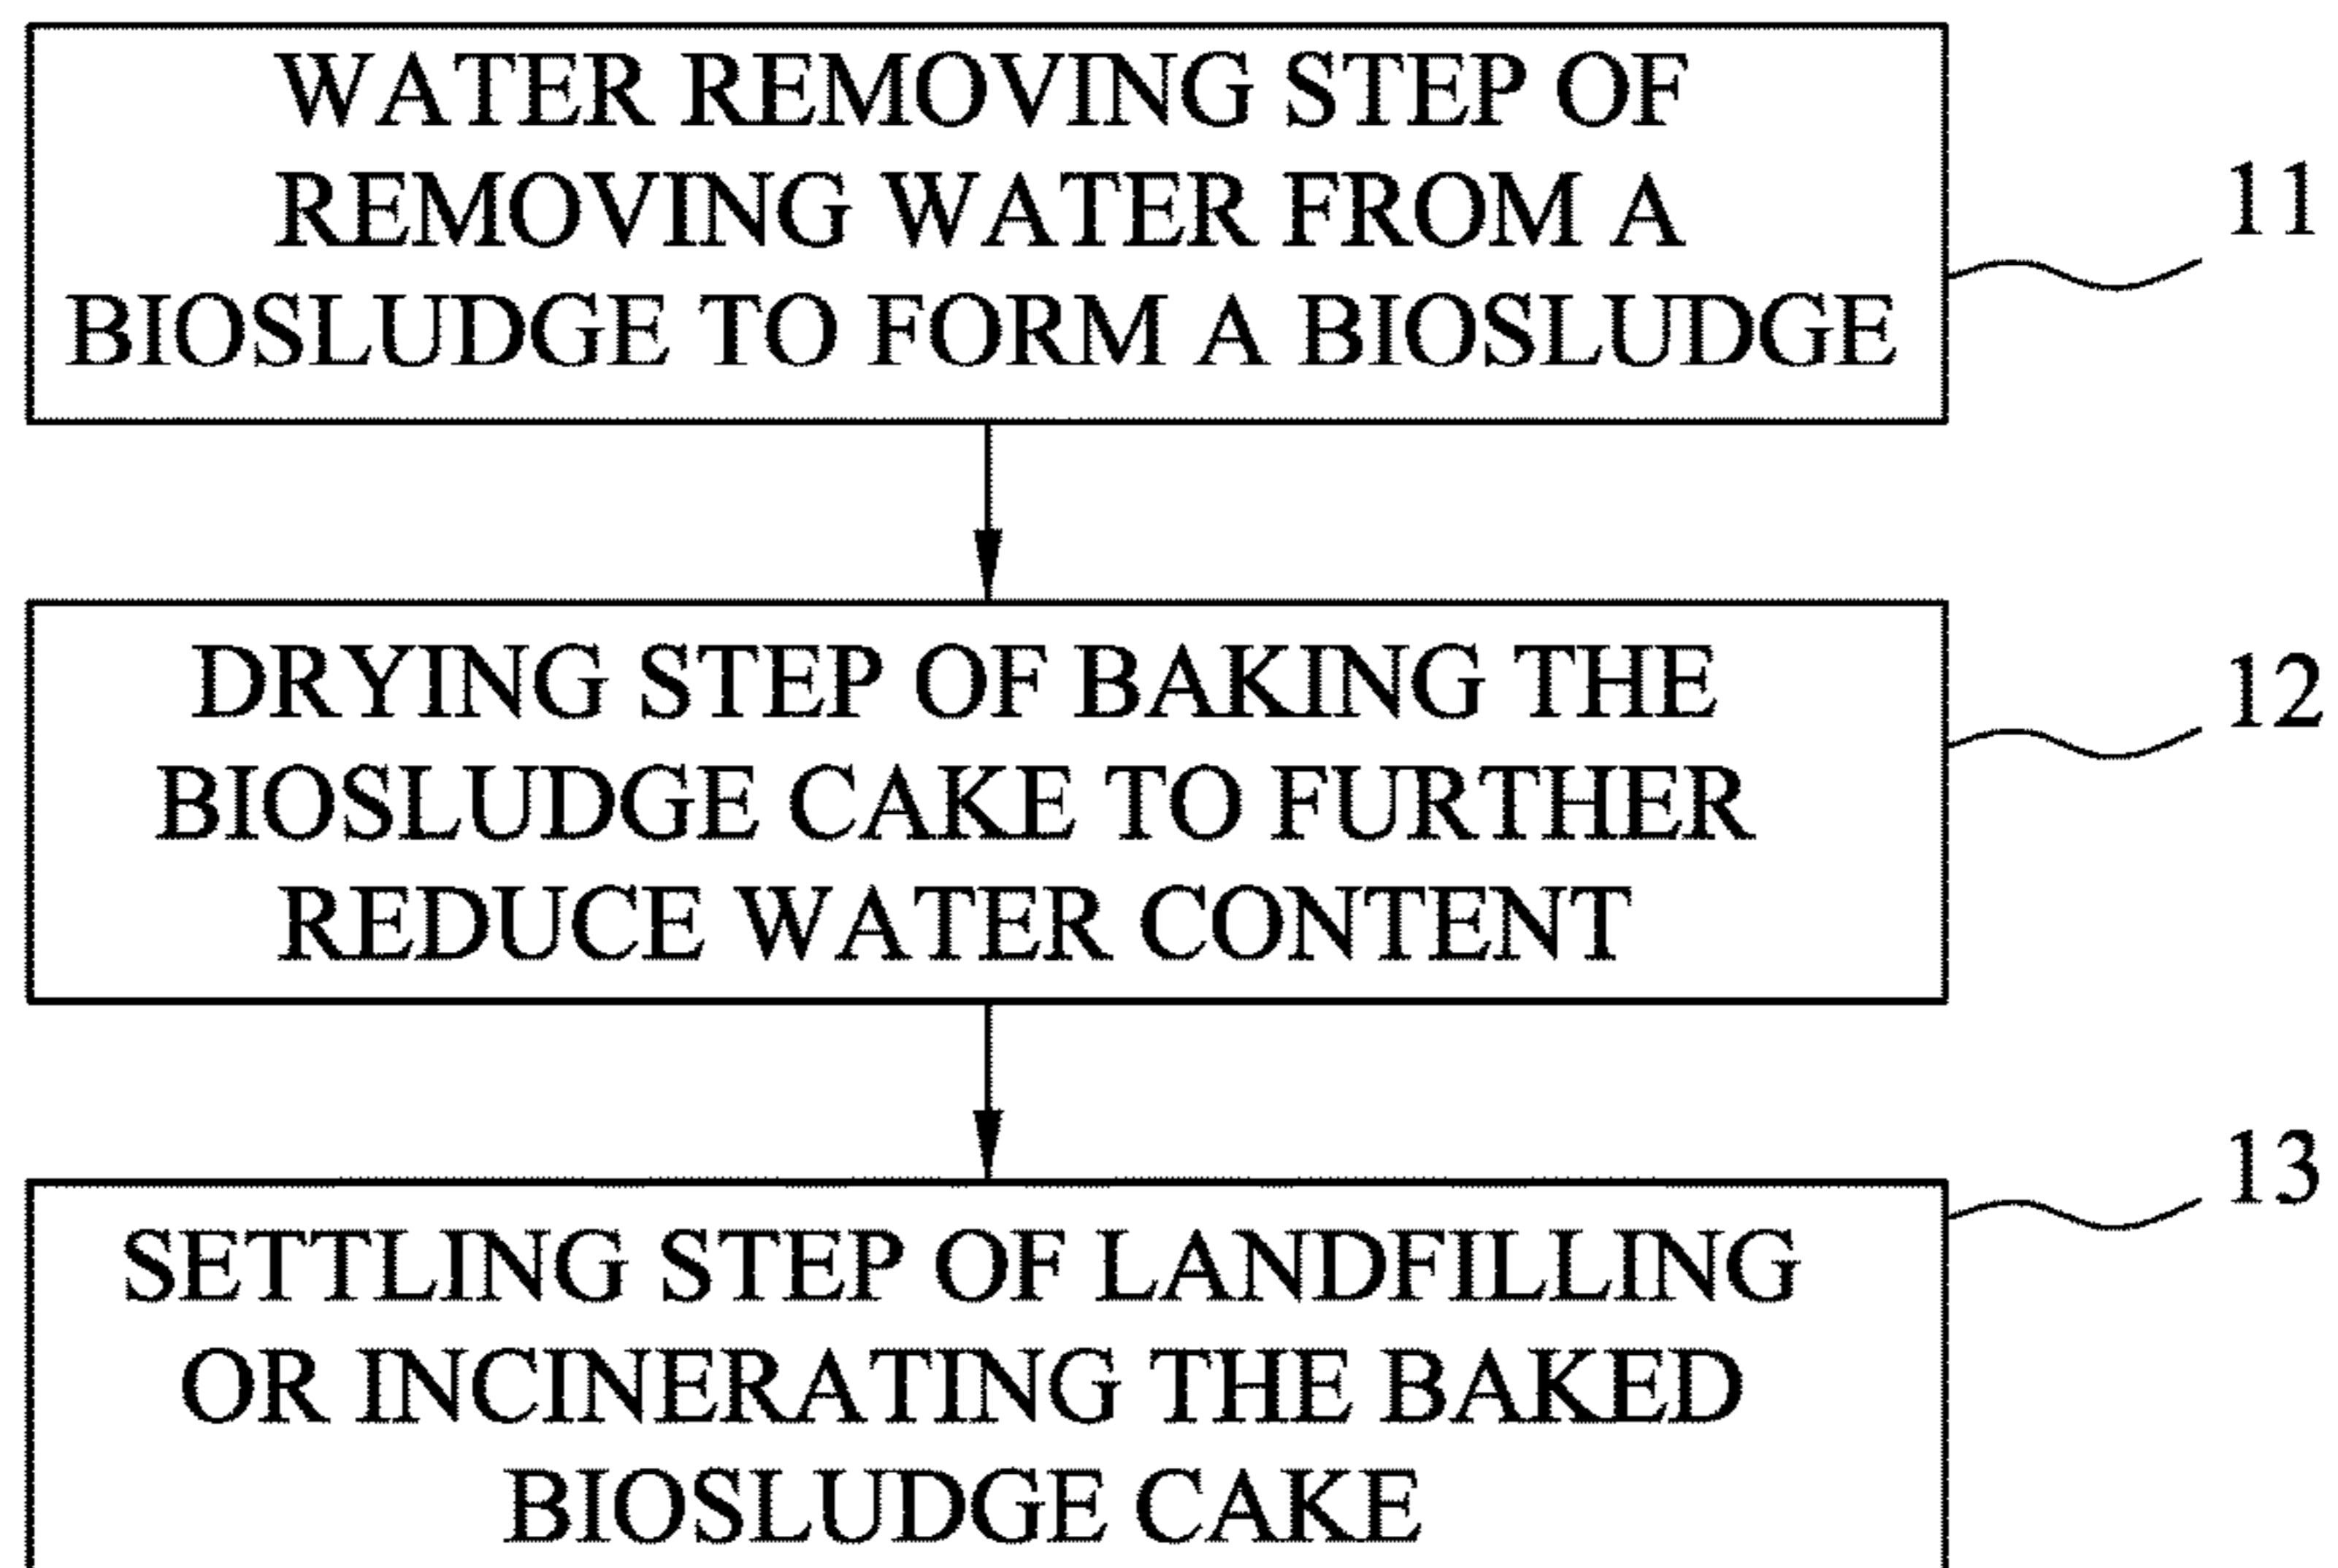 WATER REMOVING STEP OF
REMOVING WATER FROM A
BIOSLUDGE TO FORM A BIOSLUDGE
11
DRYING STEP OF BAKING THE
BIOSLUDGE CAKE TO FURTHER
REDUCE WATER CONTENT
12
SETTLING STEP OF LANDFILLING
OR INCINERATING THE BAKED
BIOSLUDGE CAKE
13